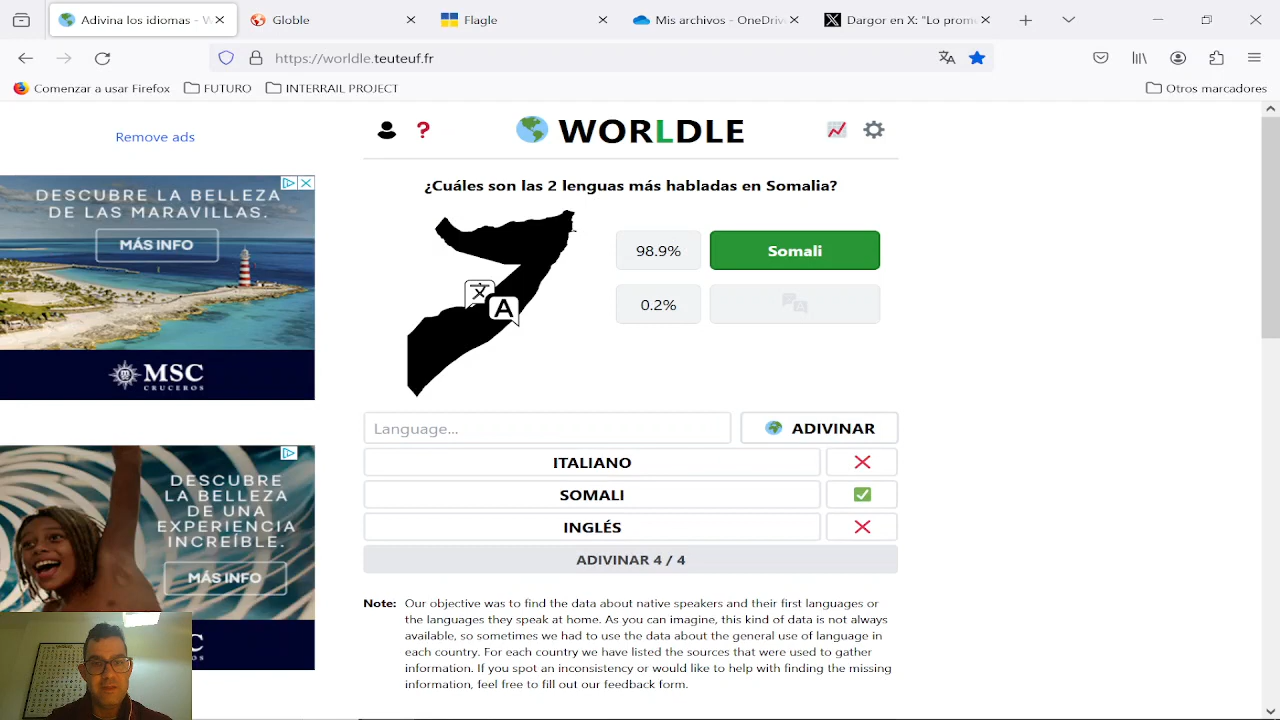 Adivina los idiomas - W
Globle
Flagle
Mis archivos - OneDriv
Dargor en X: "Lo prom
https://worldle.teuteuf.fr
Comenzar a usar Firefox
FUTURO
INTERRAIL PROJECT
Otros marcadores
Remove ads
WORLDLE
¿Cuáles son las 2 lenguas más habladas en Somalia?
DESCUBRE LA BELLEZA
DE LAS MARAVILLAS.
MÁS INFO
MSC
CRUCEROS
98.9%
Somali
0.2%
文
A
Language...
ADIVINAR
ITALIANO
SOMALI
INGLÉS
ADIVINAR 4 / 4
DESCUBRE
LA BELLEZA
DE UNA
EXPERIENCIA
INCREÍBLE.
MÁS INFO
Note: Our objective was to find the data about native speakers and their first languages or
the languages they speak at home. As you can imagine, this kind of data is not always
available, so sometimes we had to use the data about the general use of language in
each country. For each country we have listed the sources that were used to gather
information. If you spot an inconsistency or would like to help with finding the missing
information, feel free to fill out our feedback form.